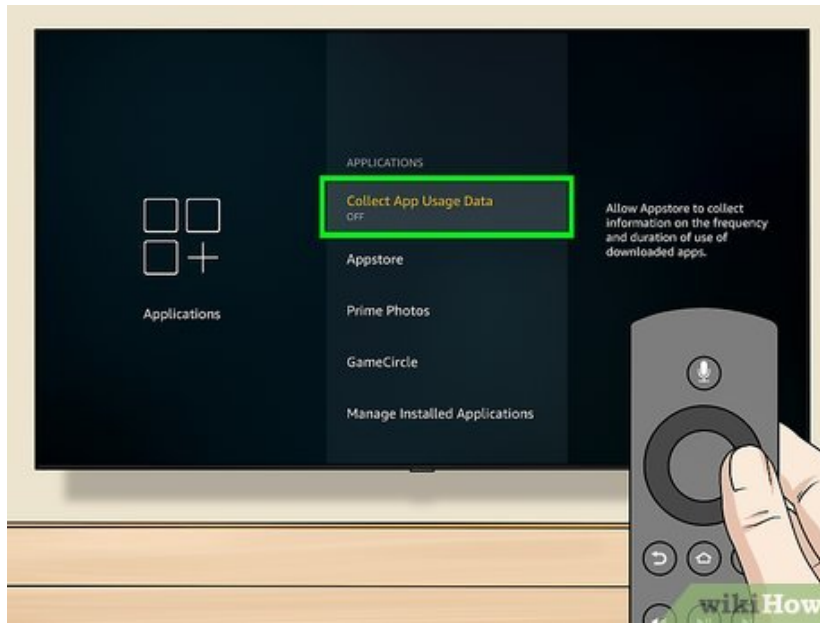 APPLICATIONS
Collect App Usage Data
OFF
Appstore
Prime Photos
GameCircle
Manage Installed Applications
Applications
Allow Appstore to collect
information on the frequency
and duration of use of
downloaded apps.
wikiHow